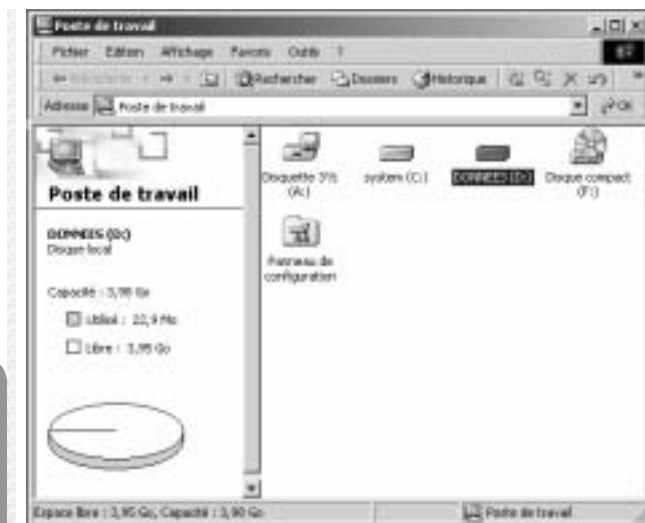 Poste de travail
Fichier Edition Affichage Favoris Outils ?
Rechercher Dossiers Historique
Adresse Poste de travail OK
Poste de travail
DONNEES (D:)
Disque local
Capacité : 3,98 Go
Utilisé : 22,9 Mo
Libre : 3,95 Go
Disquette 3½ (A:)
system (C:)
DONNEES (D:)
Disque compact (F:)
Panneau de configuration
Espace libre : 3,95 Go, Capacité : 3,98 Go
Poste de travail